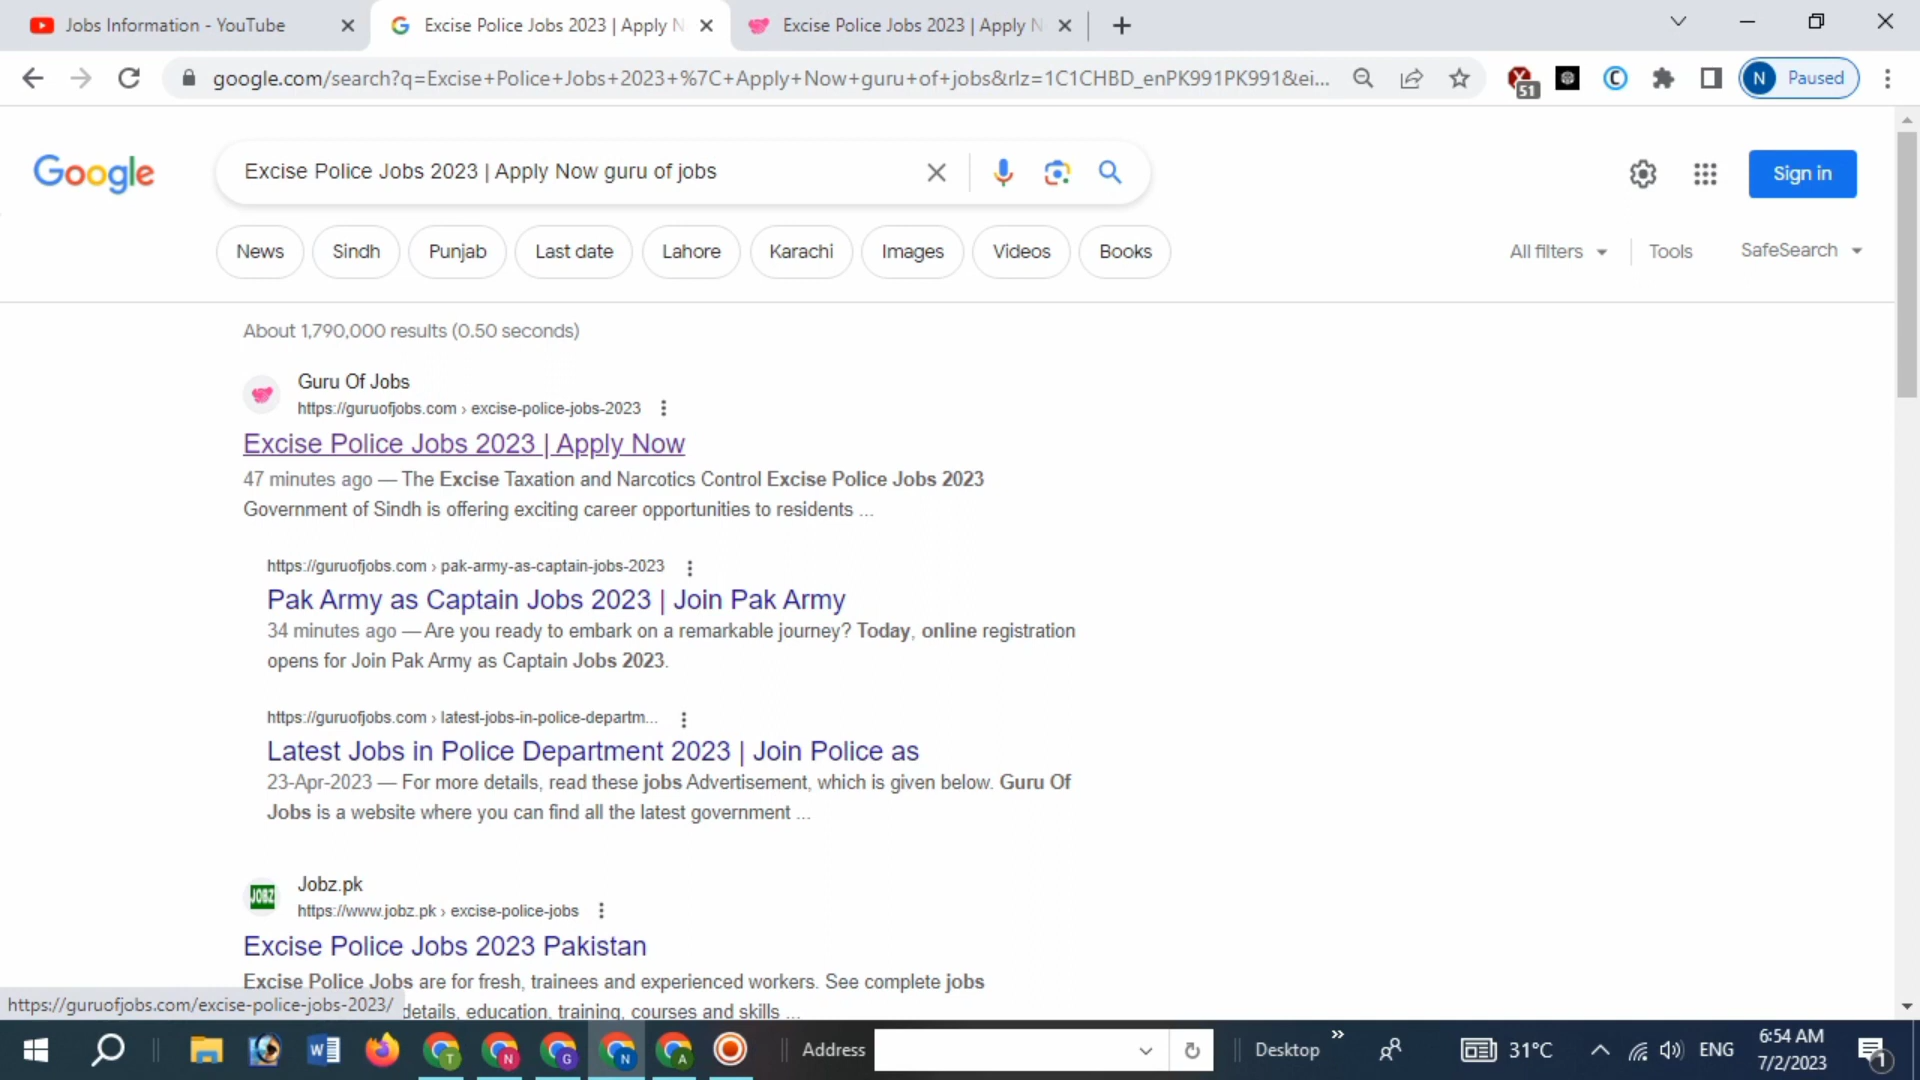 Jobs Information - YouTube
Excise Police Jobs 2023 | Apply N
Excise Police Jobs 2023 | Apply N
google.com/search?q=Excise+Police+Jobs+2023+%7C+Apply+Now+guru+of+jobs&rlz=1C1CHBD_enPK991PK991&ei...
51
N Paused
Google
Excise Police Jobs 2023 | Apply Now guru of jobs
Sign in
News
Sindh
Punjab
Last date
Lahore
Karachi
Images
Videos
Books
All filters
Tools
SafeSearch
About 1,790,000 results (0.50 seconds)
Guru Of Jobs
https://guruofjobs.com › excise-police-jobs-2023
Excise Police Jobs 2023 | Apply Now
47 minutes ago — The Excise Taxation and Narcotics Control Excise Police Jobs 2023
Government of Sindh is offering exciting career opportunities to residents ...
https://guruofjobs.com › pak-army-as-captain-jobs-2023
Pak Army as Captain Jobs 2023 | Join Pak Army
34 minutes ago — Are you ready to embark on a remarkable journey? Today, online registration
opens for Join Pak Army as Captain Jobs 2023.
https://guruofjobs.com › latest-jobs-in-police-departm...
Latest Jobs in Police Department 2023 | Join Police as
23-Apr-2023 — For more details, read these jobs Advertisement, which is given below. Guru Of
Jobs is a website where you can find all the latest government ...
JOBZ
Jobz.pk
https://www.jobz.pk › excise-police-jobs
Excise Police Jobs 2023 Pakistan
Excise Police Jobs are for fresh, trainees and experienced workers. See complete jobs
details, education, training, courses and skills ...
https://guruofjobs.com/excise-police-jobs-2023/
W
T
N
G
N
A
Address
Desktop
31°C
ENG
6:54 AM
7/2/2023
1